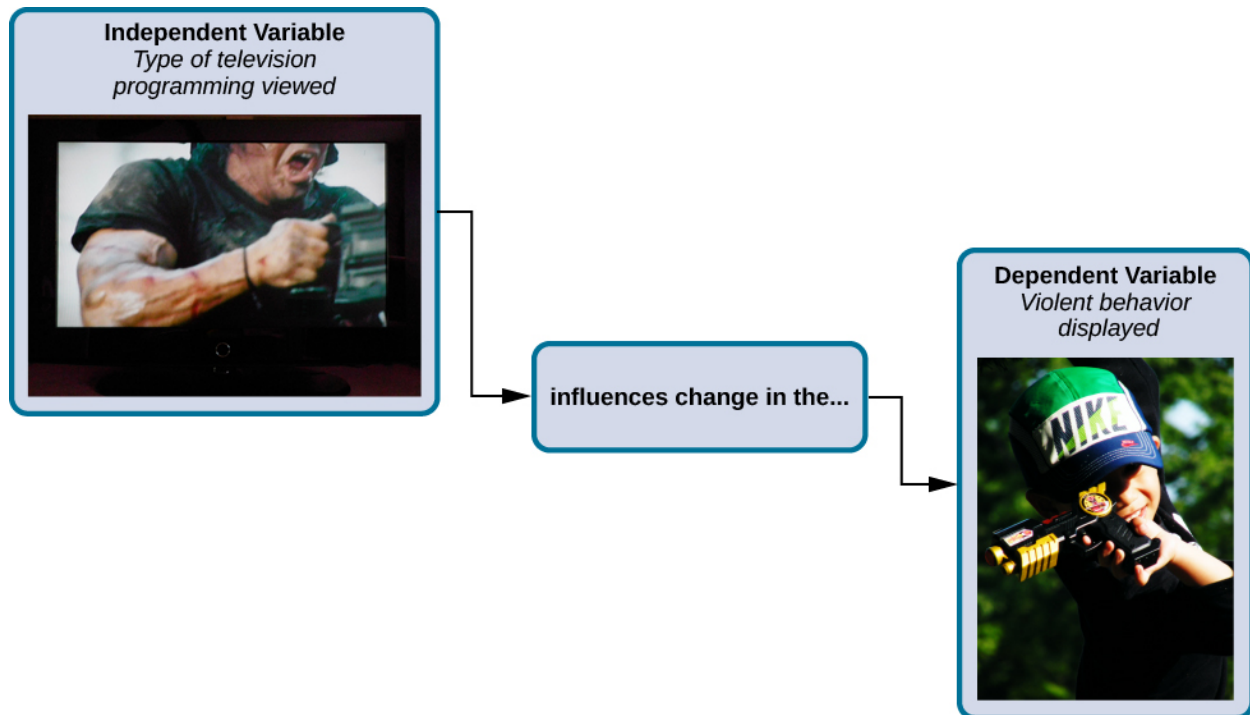 Independent Variable
Type of television
programming viewed
influences change in the...
Dependent Variable
Violent behavior
displayed
NIKE